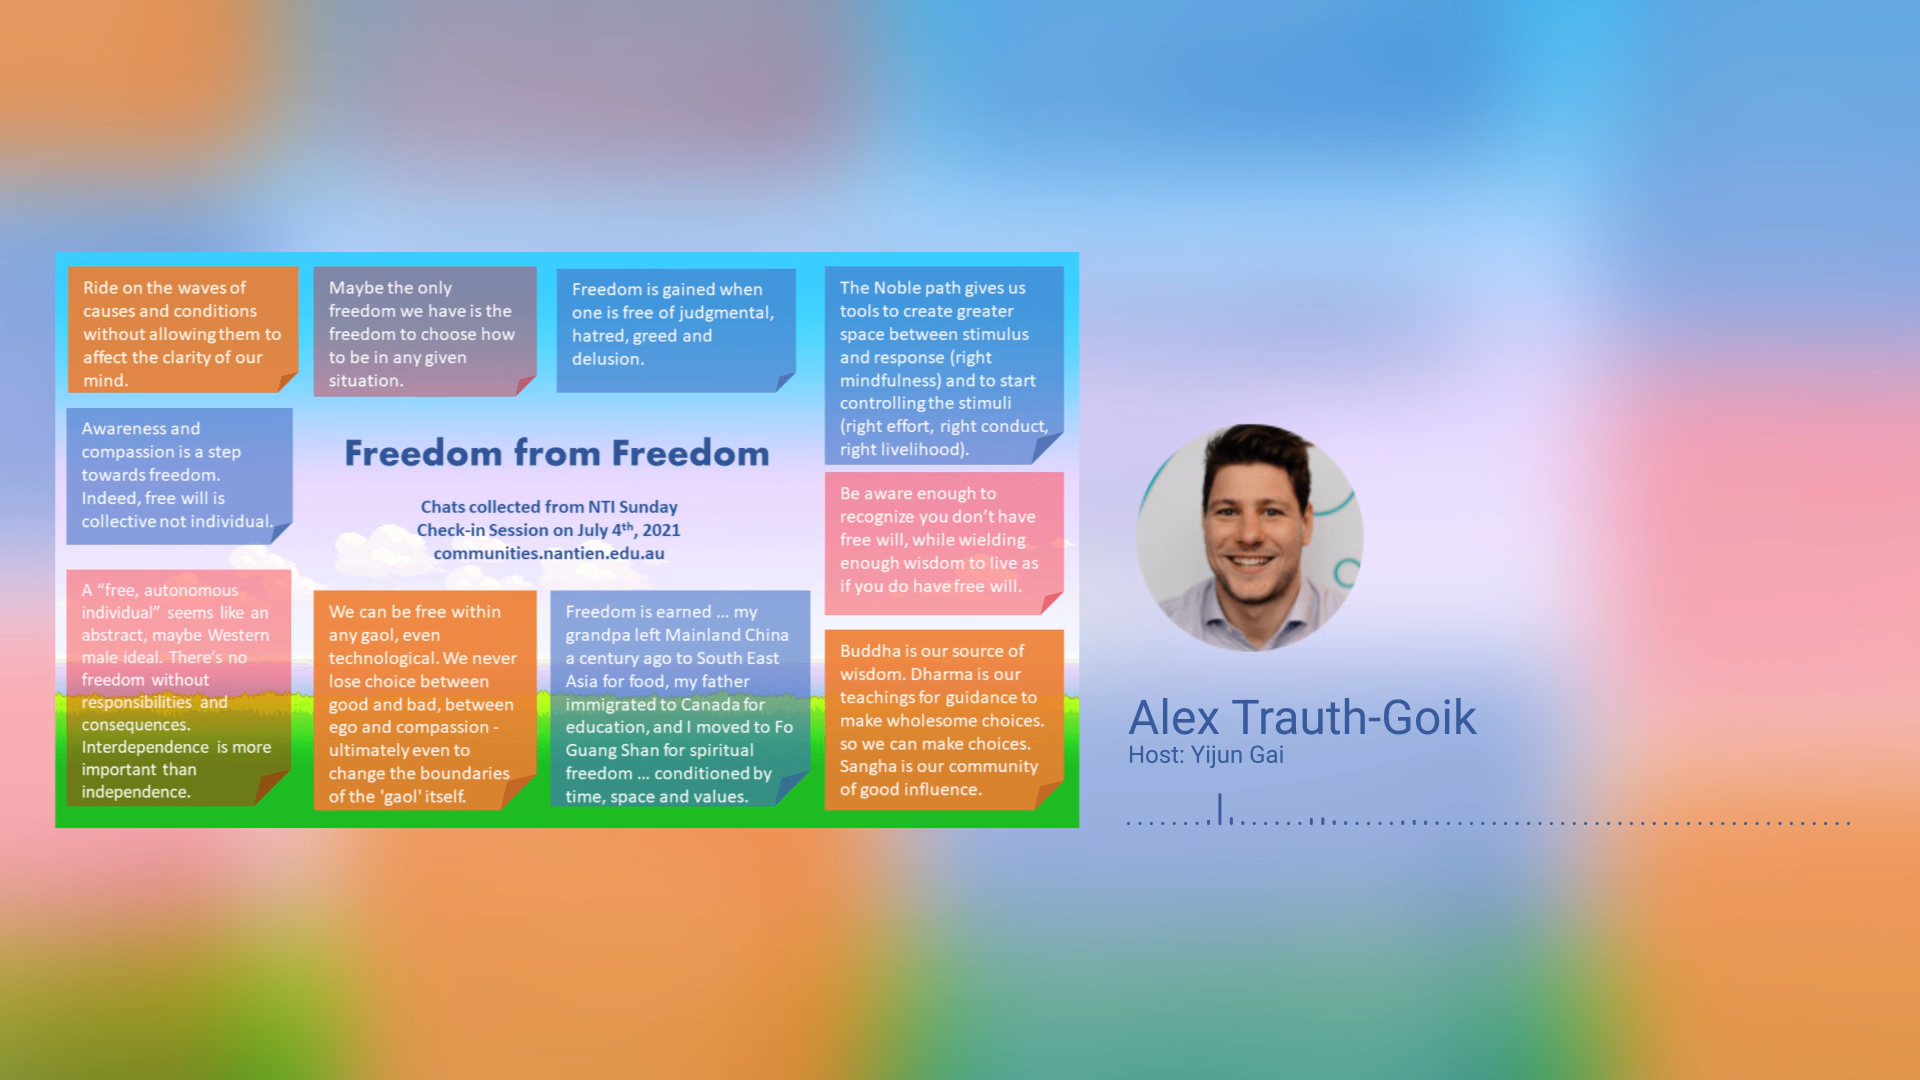 Ride on the waves of
causes and conditions
without allowing them to
affect the clarity of our
mind.
Maybe the only
freedom we have is the
freedom to choose how
to be in any given
situation.
Freedom is gained when
one is free of judgmental,
hatred, greed and
delusion.
The Noble path gives us
tools to create greater
space between stimulus
and response (right
mindfulness) and to start
controlling the stimuli
(right effort, right conduct,
right livelihood).
Awareness and
compassion is a step
towards freedom.
Indeed, free will is
collective not individual.
Freedom from Freedom
Chats collected from NTI Sunday
Check-in Session on July 4th, 2021
communities.nantien.edu.au
Be aware enough to
recognize you don't have
free will, while wielding
enough wisdom to live as
if you do have free will.
A "free, autonomous
individual" seems like an
abstract, maybe Western
male ideal. There's no
freedom without
responsibilities and
consequences.
Interdependence is more
important than
independence.
We can be free within
any gaol, even
technological. We never
lose choice between
good and bad, between
ego and compassion -
ultimately even to
change the boundaries
of the 'gaol' itself.
Freedom is earned ... my
grandpa left Mainland China
a century ago to South East
Asia for food, my father
immigrated to Canada for
education, and I moved to Fo
Guang Shan for spiritual
freedom ... conditioned by
time, space and values.
Buddha is our source of
wisdom. Dharma is our
teachings for guidance to
make wholesome choices.
so we can make choices.
Sangha is our community
of good influence.
Alex Trauth-Goik
Host: Yijun Gai